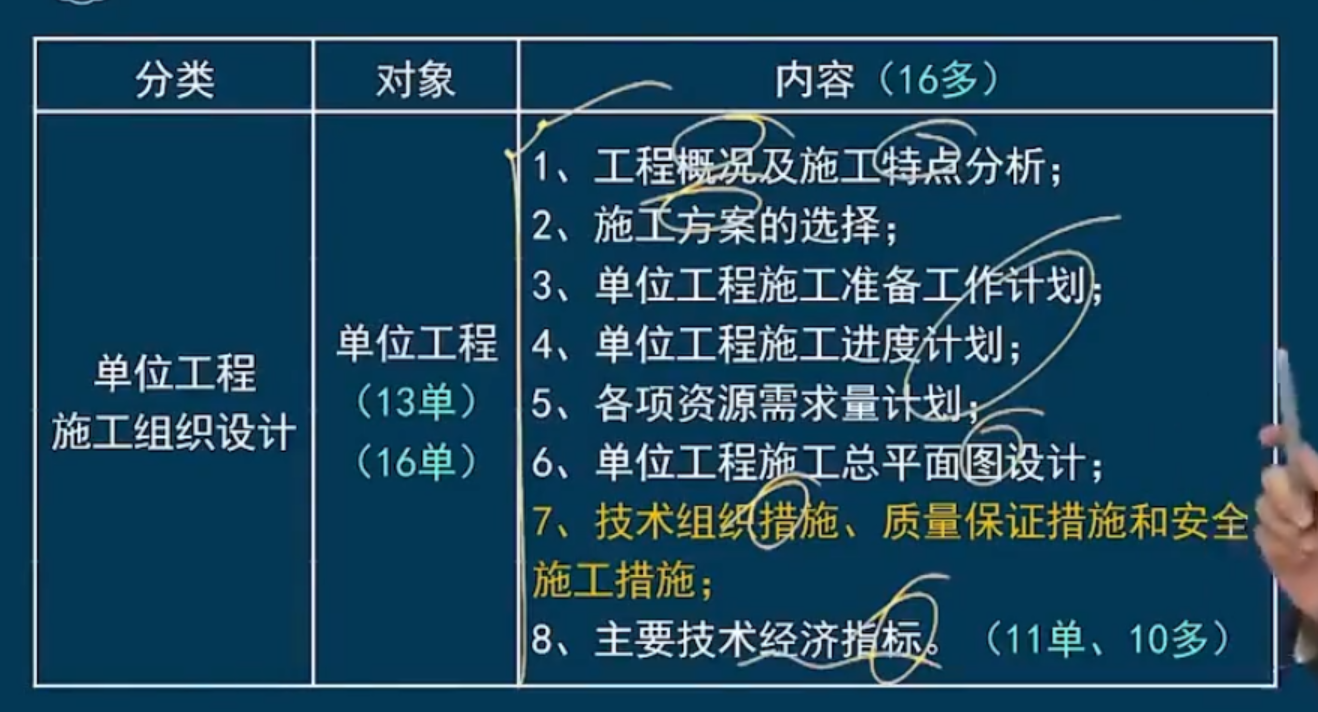 分类 对象 内容（16多）
单位工程
施工组织设计
单位工程
（13单）
（16单）
1、工程概况及施工特点分析；
2、施工方案的选择；
3、单位工程施工准备工作计划；
4、单位工程施工进度计划；
5、各项资源需求量计划；
6、单位工程施工总平面图设计；
7、技术组织措施、质量保证措施和安全
施工措施；
8、主要技术经济指标。（11单、10多）